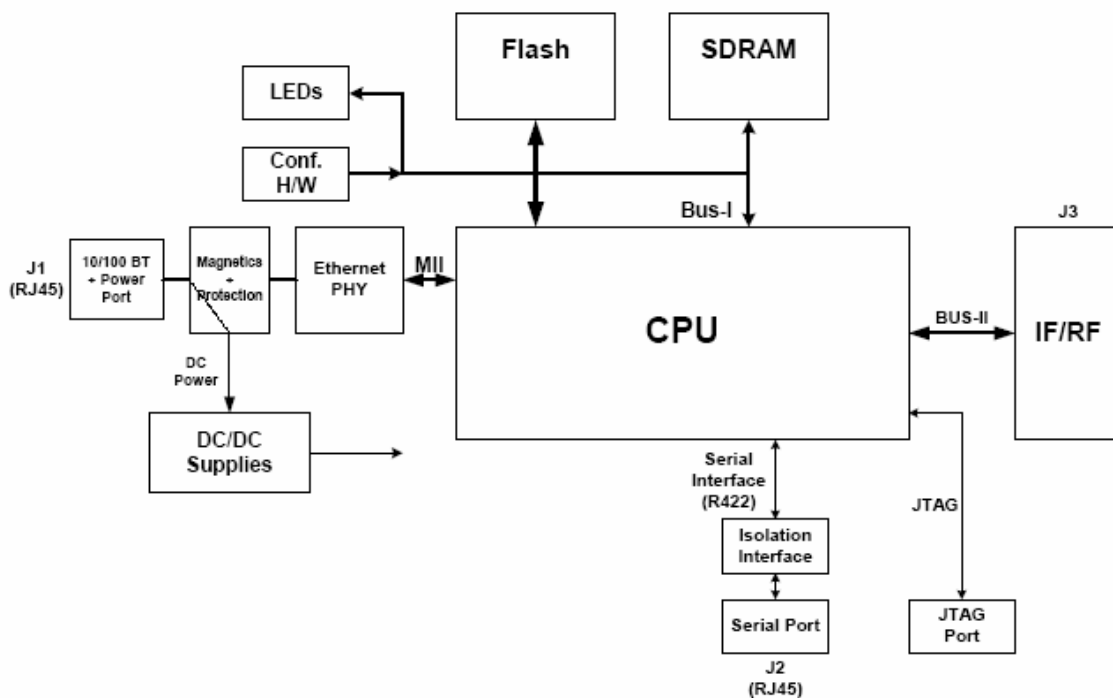 Flash
SDRAM
LEDs
Conf.
H/W
Bus-I
J3
J1
(RJ45)
10/100 BT
+ Power
Port
Magnetics
+
Protection
Ethernet
PHY
MII
CPU
BUS-II
IF/RF
DC
Power
DC/DC
Supplies
Serial
Interface
(R422)
JTAG
Isolation
Interface
Serial Port
JTAG
Port
J2
(RJ45)